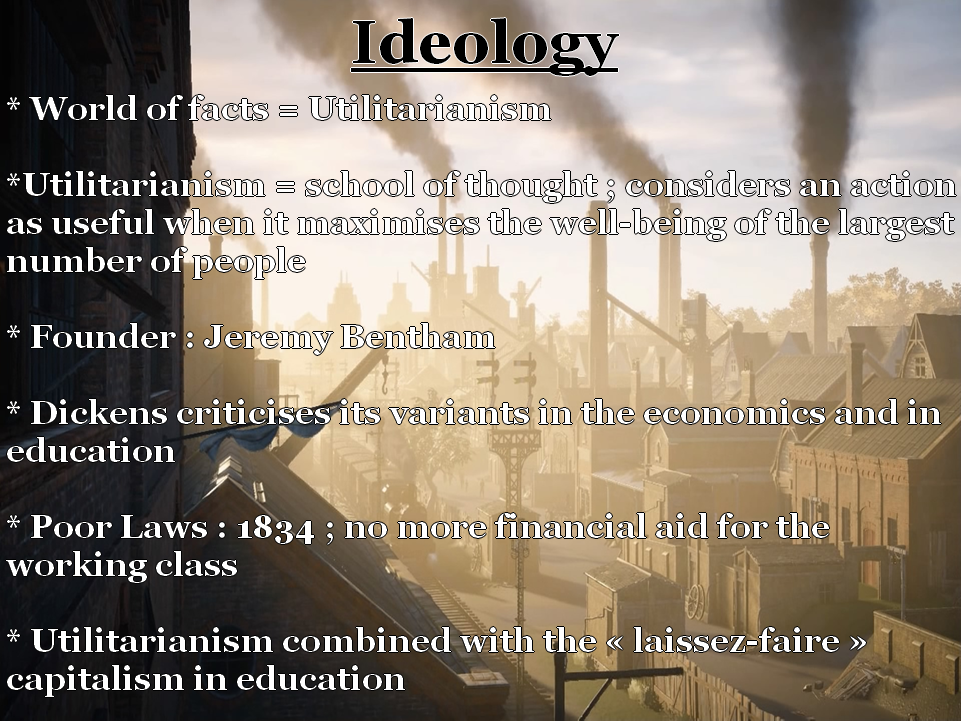 Ideology
* World of facts = Utilitarianism
*Utilitarianism = school of thought ; considers an action
as useful when it maximises the well-being of the largest
number of people
* Founder : Jeremy Bentham
* Dickens criticises its variants in the economics and in
education
* Poor Laws : 1834 ; no more financial aid for the
working class
* Utilitarianism combined with the « laissez-faire »
capitalism in education